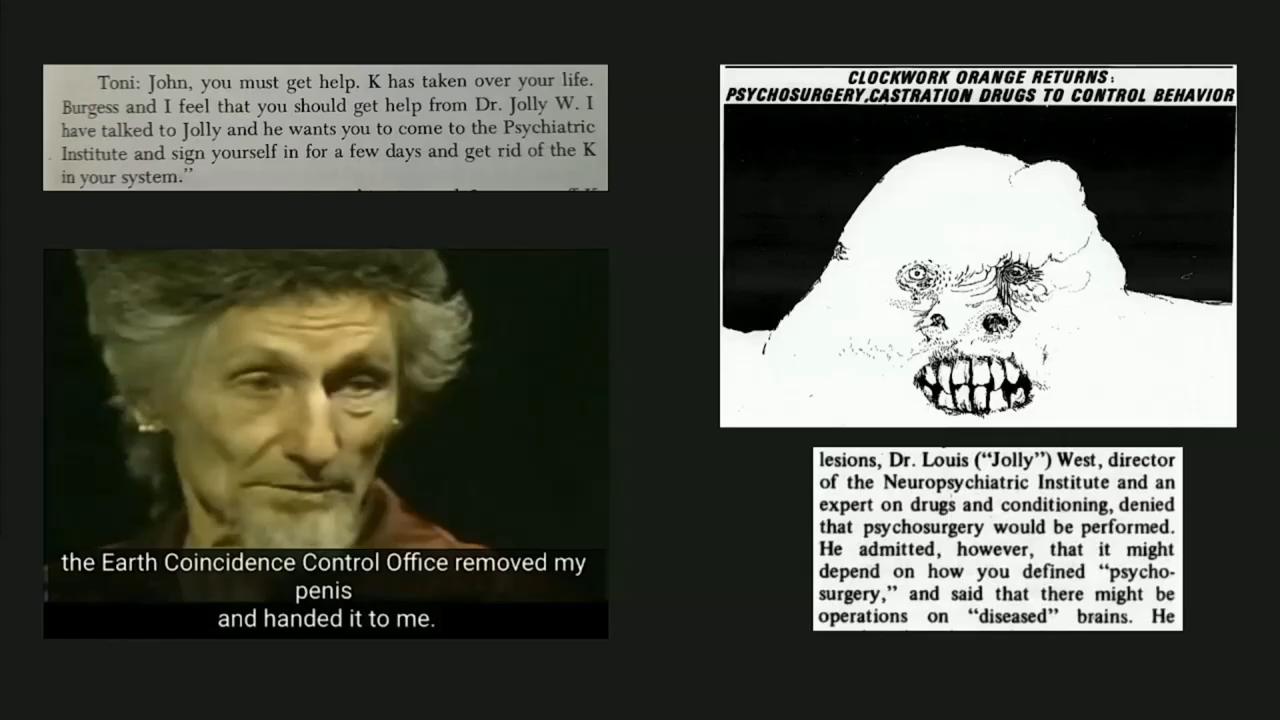 Toni: John, you must get help. K has taken over your life.
Burgess and I feel that you should get help from Dr. Jolly W. I
have talked to Jolly and he wants you to come to the Psychiatric
Institute and sign yourself in for a few days and get rid of the K
in your system.”
the Earth Coincidence Control Office removed my
penis
and handed it to me.
CLOCKWORK ORANGE RETURNS:
PSYCHOSURGERY,CASTRATION DRUGS TO CONTROL BEHAVIOR
lesions, Dr. Louis (“Jolly”) West, director
of the Neuropsychiatric Institute and an
expert on drugs and conditioning, denied
that psychosurgery would be performed.
He admitted, however, that it might
depend on how you defined “psycho-
surgery,” and said that there might be
operations on “diseased” brains. He